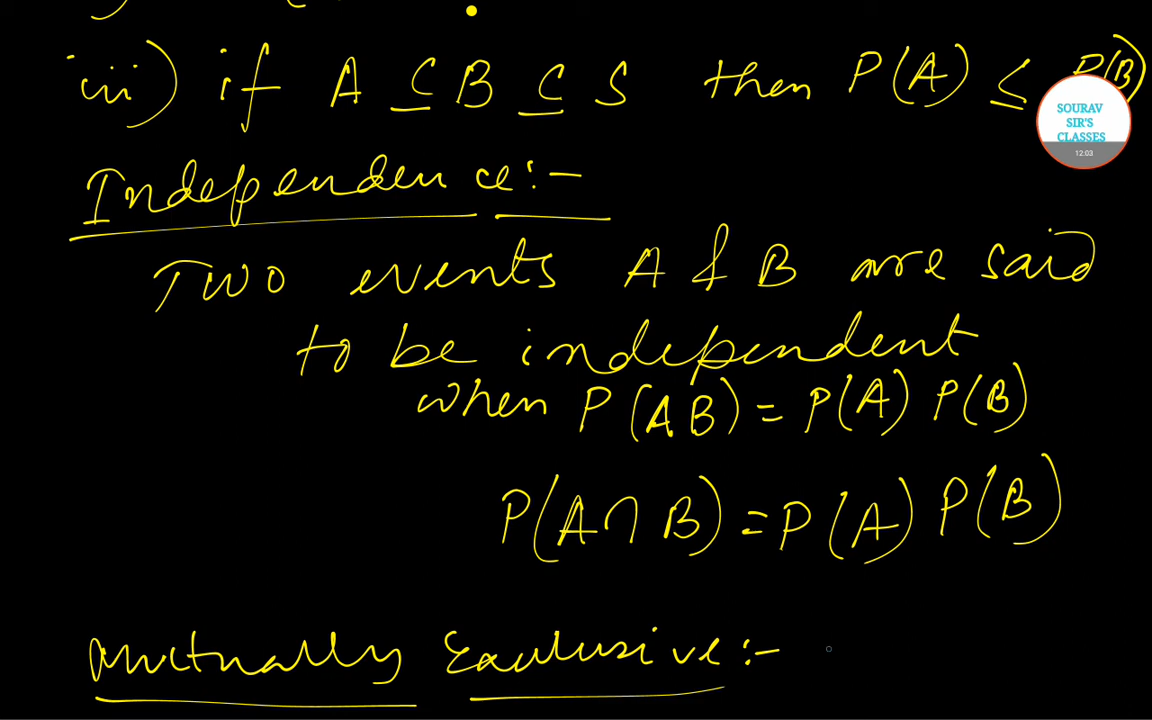 iii) if A ⊆ B ⊆ S then P(A) ≤ P(B)
SOURAV
SIR'S
CLASSES
12:03
Independence:-
Two events A & B are said
to be independent
when P(AB) = P(A) P(B)
P(A∩B) = P(A) P(B)
Mutually Exclusive:-